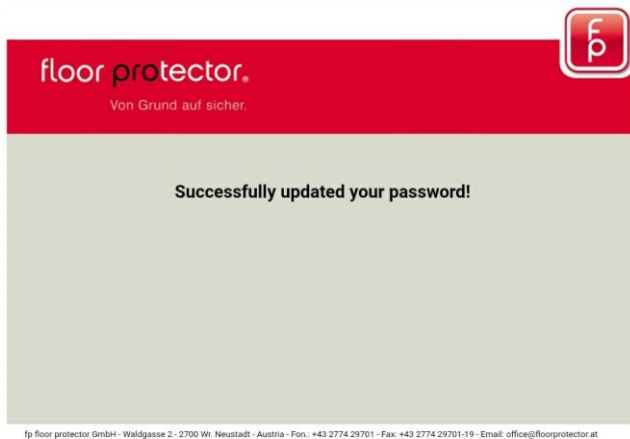 fp
floor protector®
Von Grund auf sicher.
Successfully updated your password!
fp floor protector GmbH - Waldgasse 2 - 2700 Wr. Neustadt - Austria - Fon.: +43 2774 29701 - Fax: +43 2774 29701-19 - Email: office@floorprotector.at